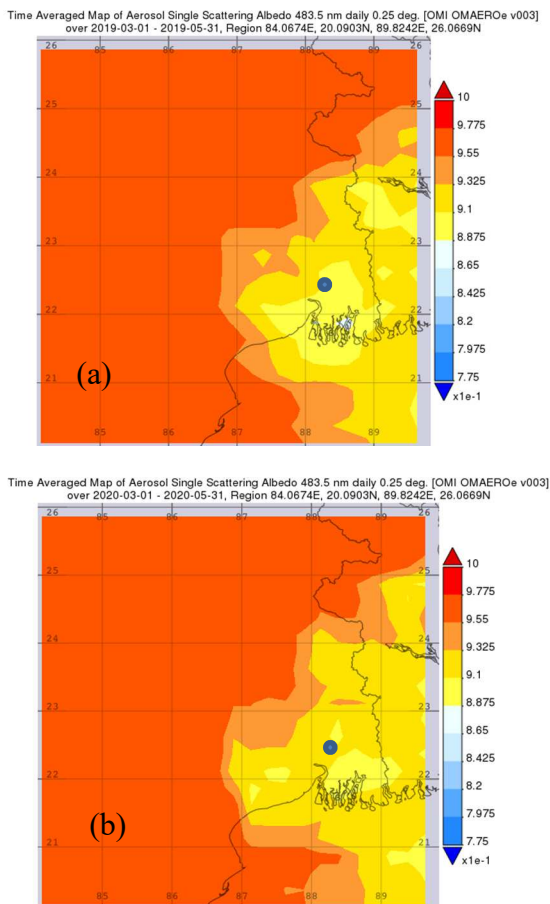 Time Averaged Map of Aerosol Single Scattering Albedo 483.5 nm daily 0.25 deg. [OMI OMAEROe v003]
over 2019-03-01 - 2019-05-31, Region 84.0674E, 20.0903N, 89.8242E, 26.0669N
26 85 86 87 88 89 26
25 25
24 24
23 23
22 22
21 21
85 86 87 88 89
(a)
10
9.775
9.55
9.325
9.1
8.875
8.65
8.425
8.2
7.975
7.75
x1e-1
Time Averaged Map of Aerosol Single Scattering Albedo 483.5 nm daily 0.25 deg. [OMI OMAEROe v003]
over 2020-03-01 - 2020-05-31, Region 84.0674E, 20.0903N, 89.8242E, 26.0669N
26 85 86 87 88 89 26
25 25
24 24
23 23
22 22
21 21
85 86 87 88 89
(b)
10
9.775
9.55
9.325
9.1
8.875
8.65
8.425
8.2
7.975
7.75
x1e-1